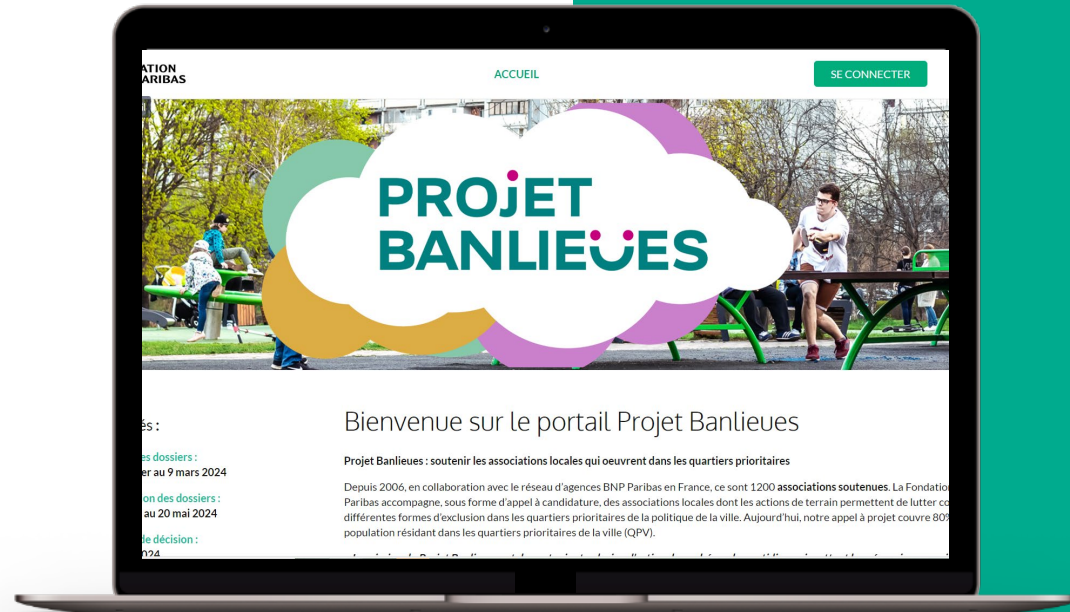 ATION
ARIBAS
ACCUEIL
SE CONNECTER
PROJET
BANLIEUES
és :
es dossiers :
er au 9 mars 2024
on des dossiers :
au 20 mai 2024
de décision :
2024
Bienvenue sur le portail Projet Banlieues
Projet Banlieues : soutenir les associations locales qui oeuvrent dans les quartiers prioritaires
Depuis 2006, en collaboration avec le réseau d'agences BNP Paribas en France, ce sont 1200 associations soutenues. La Fondation
Paribas accompagne, sous forme d'appel à candidature, des associations locales dont les actions de terrain permettent de lutter co
différentes formes d'exclusion dans les quartiers prioritaires de la politique de la ville. Aujourd'hui, notre appel à projet couvre 80%
population résidant dans les quartiers prioritaires de la ville (QPV).